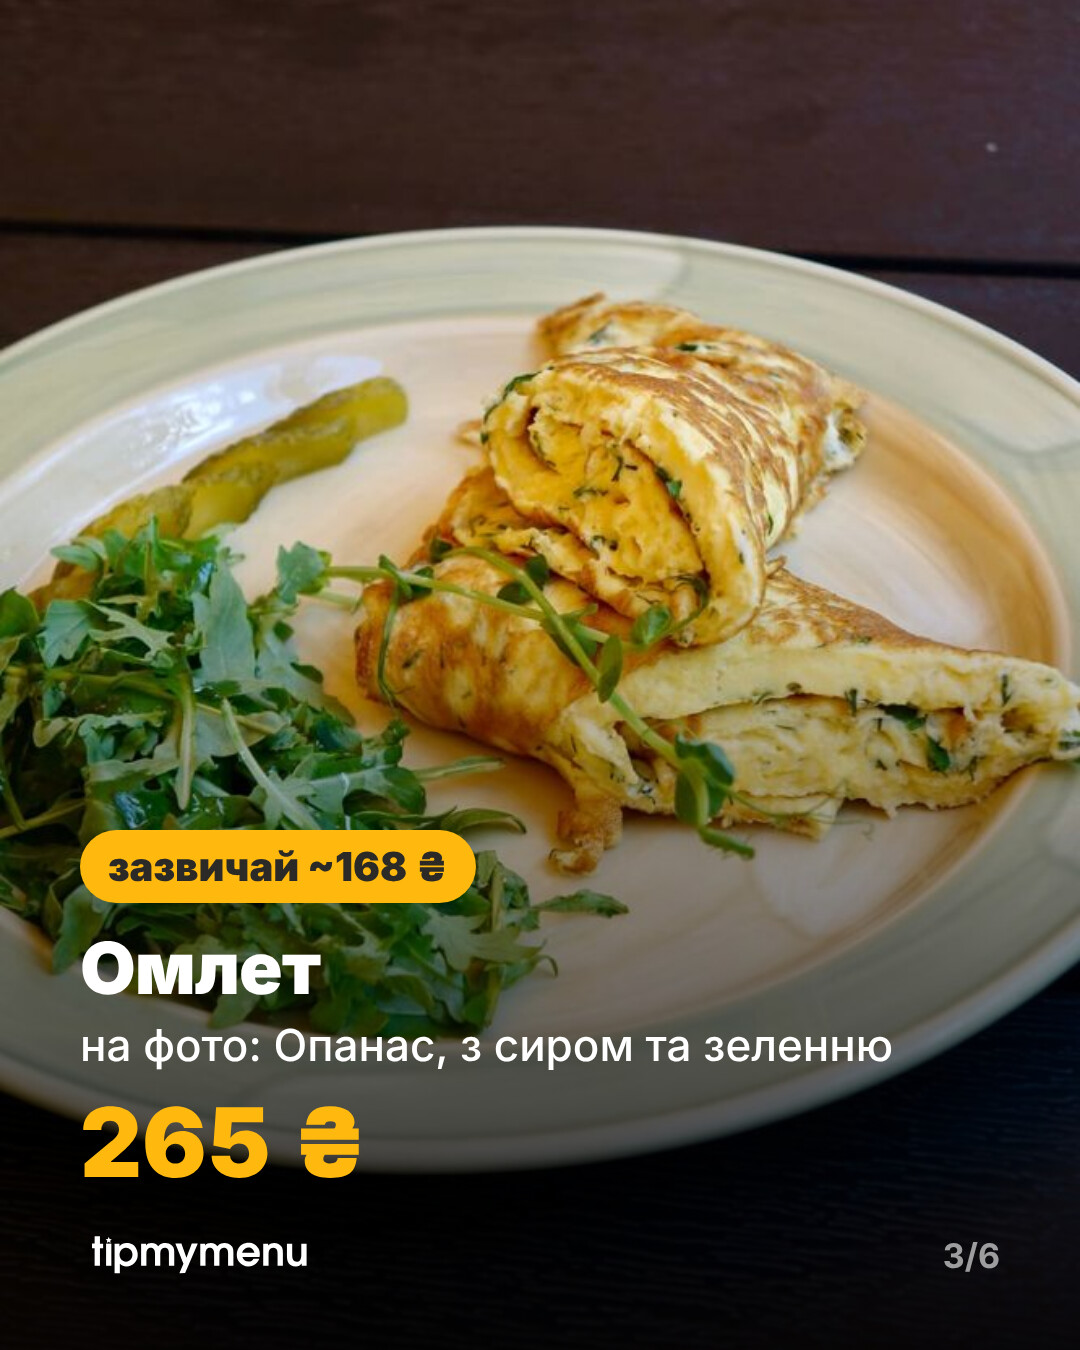 зазвичай ~168 ₴
Омлет
на фото: Опанас, з сиром та зеленню
265 ₴
tipmymenu
3/6